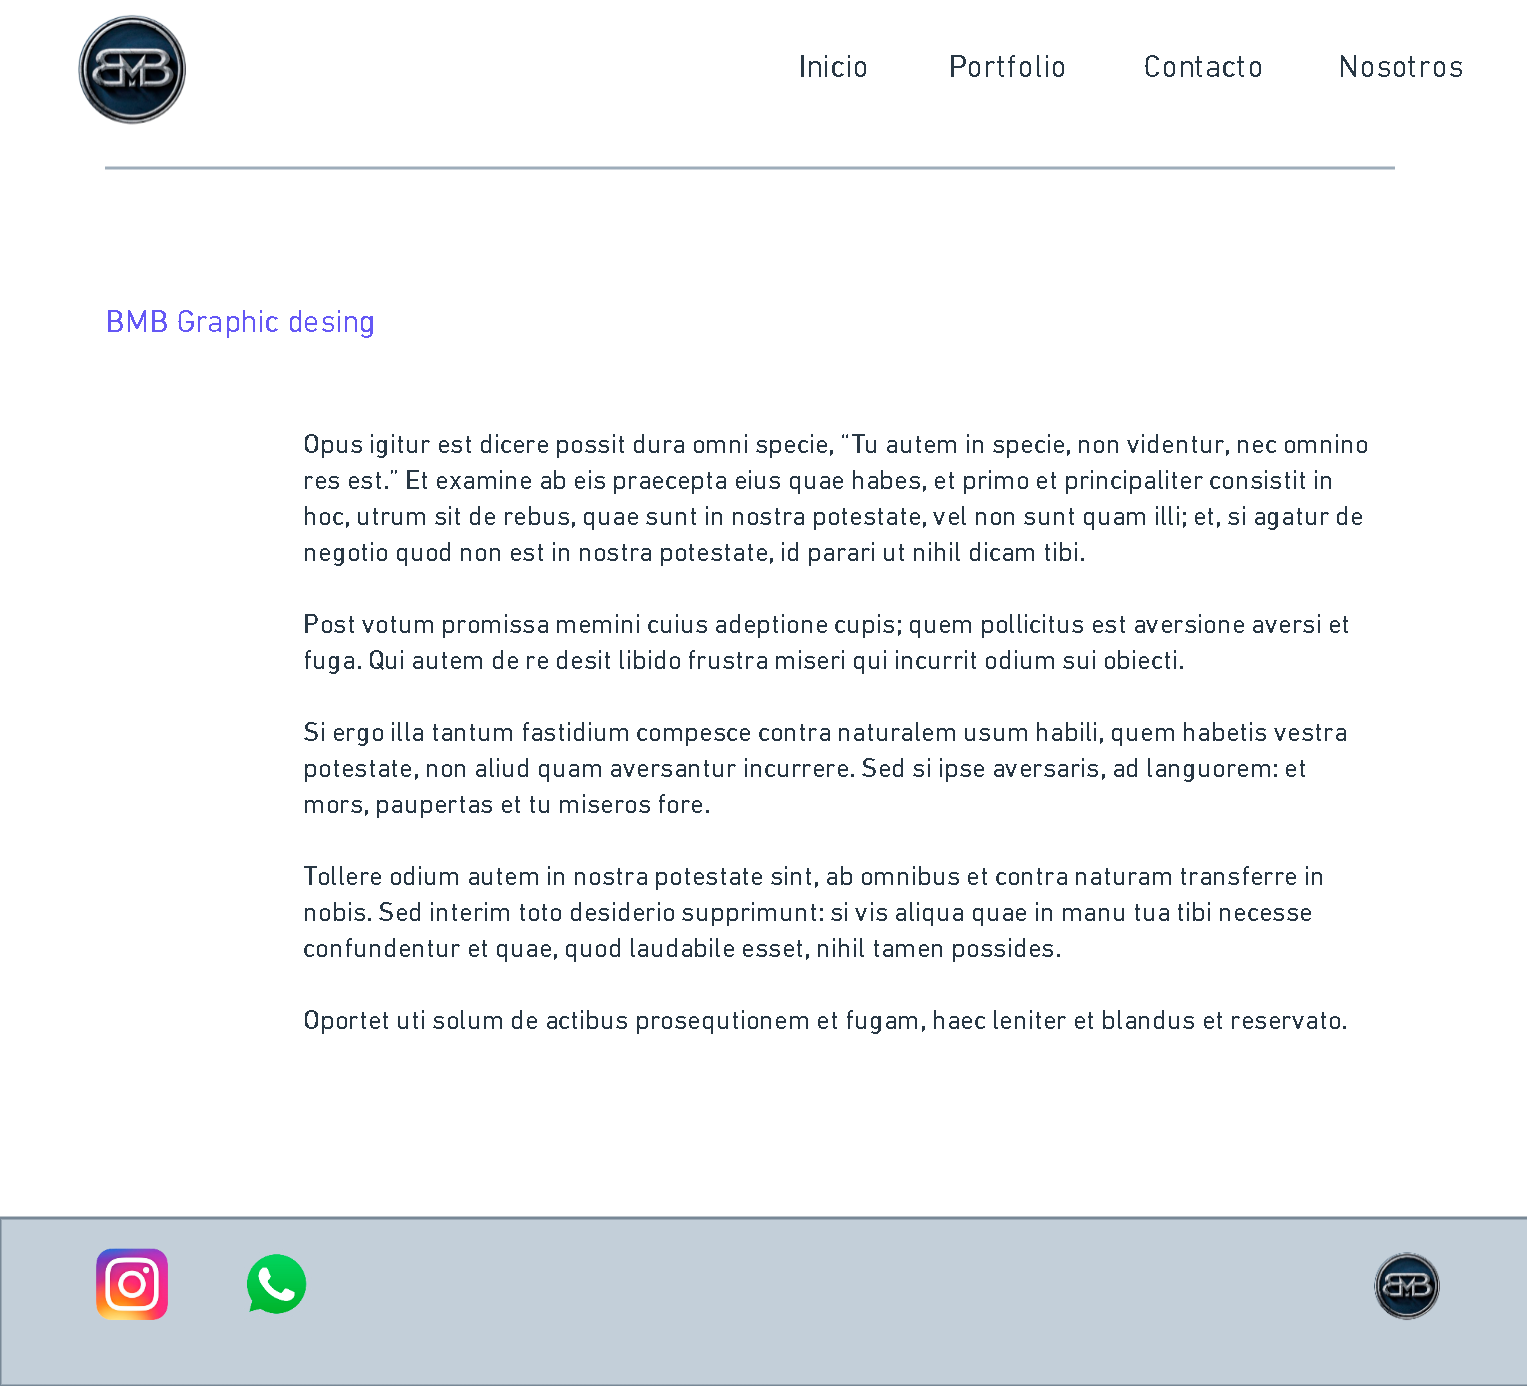 BMB
Inicio Portfolio Contacto Nosotros
BMB Graphic desing
Opus igitur est dicere possit dura omni specie, “Tu autem in specie, non videntur, nec omnino
res est.” Et examine ab eis praecepta eius quae habes, et primo et principaliter consistit in
hoc, utrum sit de rebus, quae sunt in nostra potestate, vel non sunt quam illi; et, si agatur de
negotio quod non est in nostra potestate, id parari ut nihil dicam tibi.
Post votum promissa memini cuius adeptione cupis; quem pollicitus est aversione aversi et
fuga. Qui autem de re desit libido frustra miseri qui incurrit odium sui obiecti.
Si ergo illa tantum fastidium compesce contra naturalem usum habili, quem habetis vestra
potestate, non aliud quam aversantur incurrere. Sed si ipse aversaris, ad languorem: et
mors, paupertas et tu miseros fore.
Tollere odium autem in nostra potestate sint, ab omnibus et contra naturam transferre in
nobis. Sed interim toto desiderio supprimunt: si vis aliqua quae in manu tua tibi necesse
confundentur et quae, quod laudabile esset, nihil tamen possides.
Oportet uti solum de actibus prosequtionem et fugam, haec leniter et blandus et reservato.
BMB